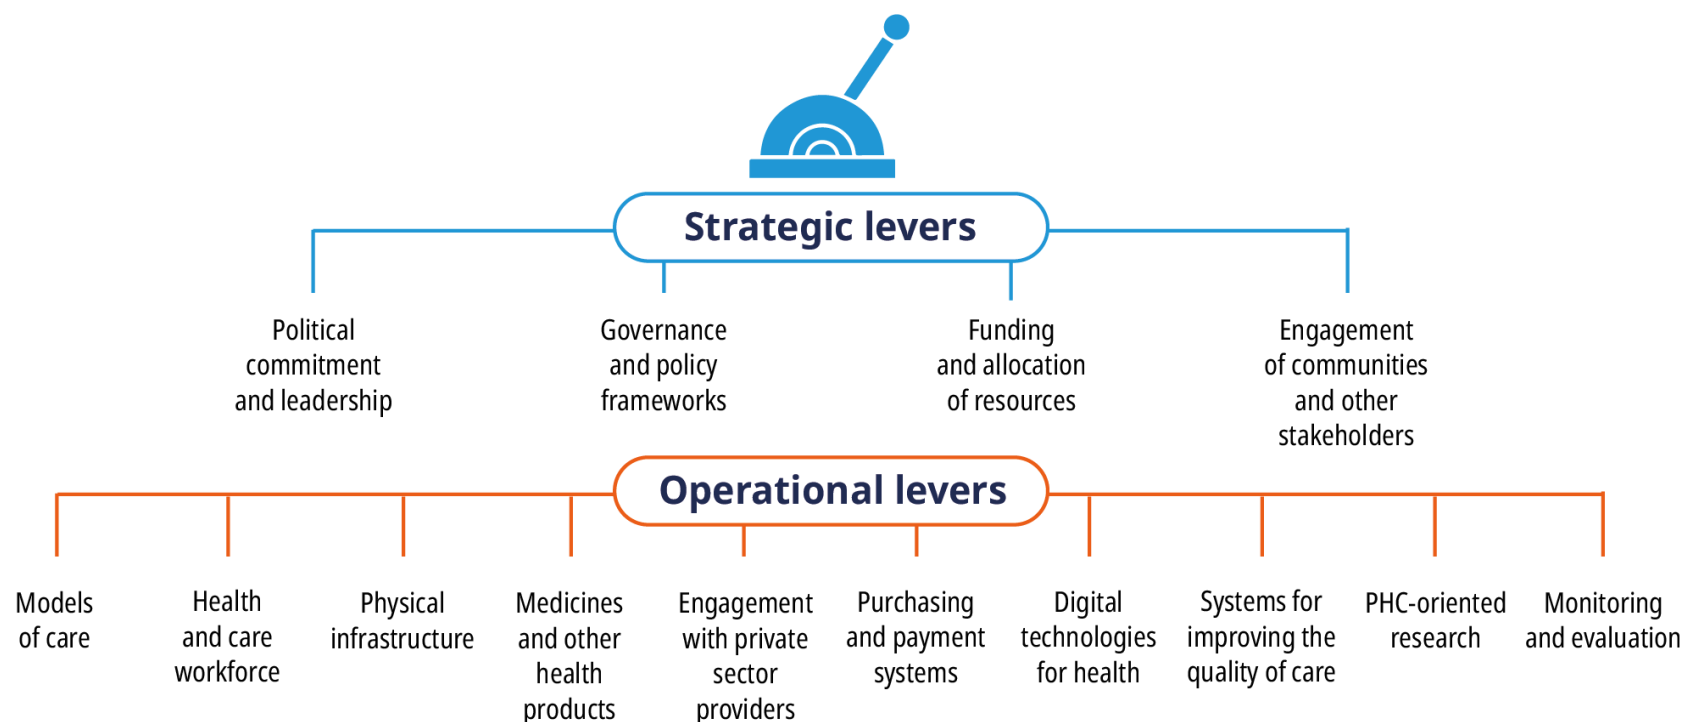 Strategic levers
Political
commitment
and leadership
Governance
and policy
frameworks
Funding
and allocation
of resources
Engagement
of communities
and other
stakeholders
Operational levers
Models
of care
Health
and care
workforce
Physical
infrastructure
Medicines
and other
health
products
Engagement
with private
sector
providers
Purchasing
and payment
systems
Digital
technologies
for health
Systems for
improving the
quality of care
PHC-oriented
research
Monitoring
and evaluation